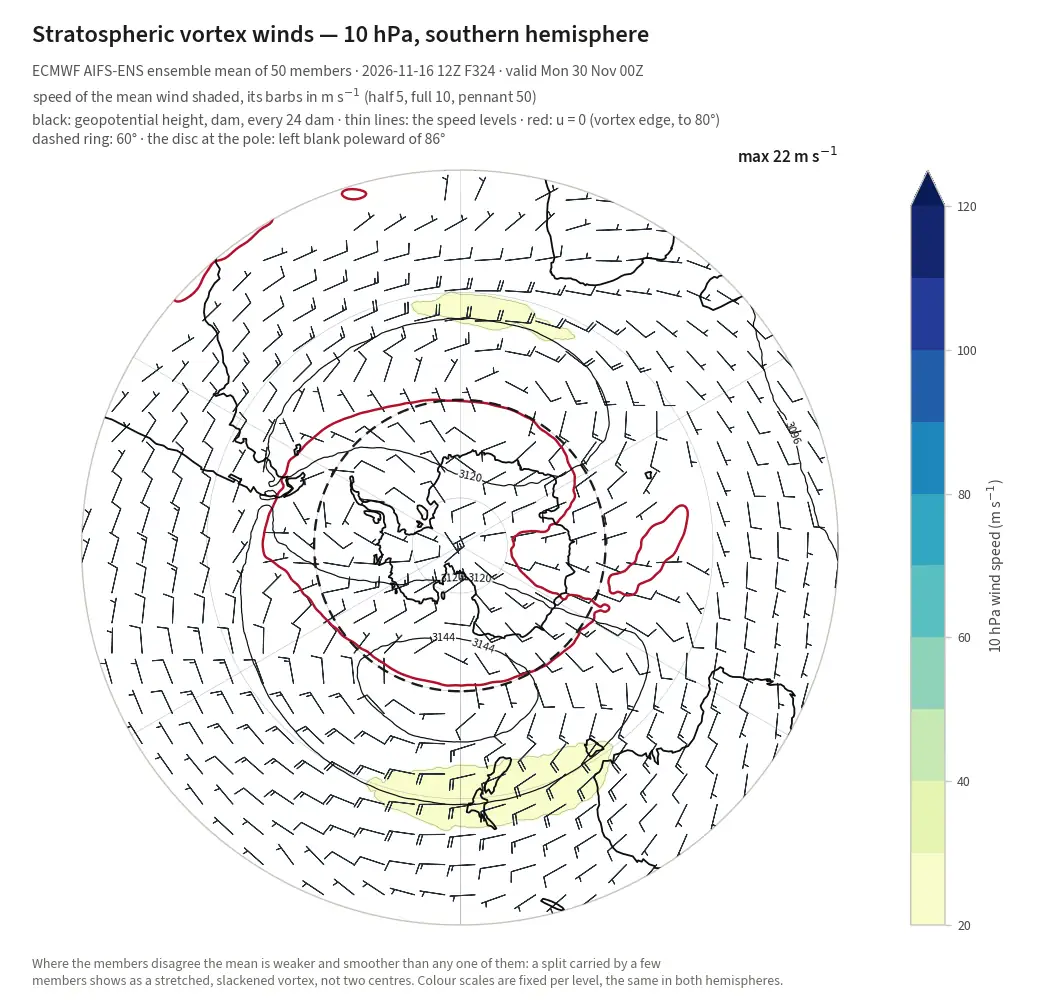 Stratospheric vortex winds — 10 hPa, southern hemisphere
ECMWF AIFS-ENS ensemble mean of 50 members · 2026-11-16 12Z F324 · valid Mon 30 Nov 00Z
speed of the mean wind shaded, its barbs in m s⁻¹ (half 5, full 10, pennant 50)
black: geopotential height, dam, every 24 dam · thin lines: the speed levels · red: u = 0 (vortex edge, to 80°)
dashed ring: 60° · the disc at the pole: left blank poleward of 86°
max 22 m s⁻¹
120
100
80
60
40
20
10 hPa wind speed (m s⁻¹)
3096
3120
3120
3120
3144
3144
Where the members disagree the mean is weaker and smoother than any one of them: a split carried by a few
members shows as a stretched, slackened vortex, not two centres. Colour scales are fixed per level, the same in both hemispheres.